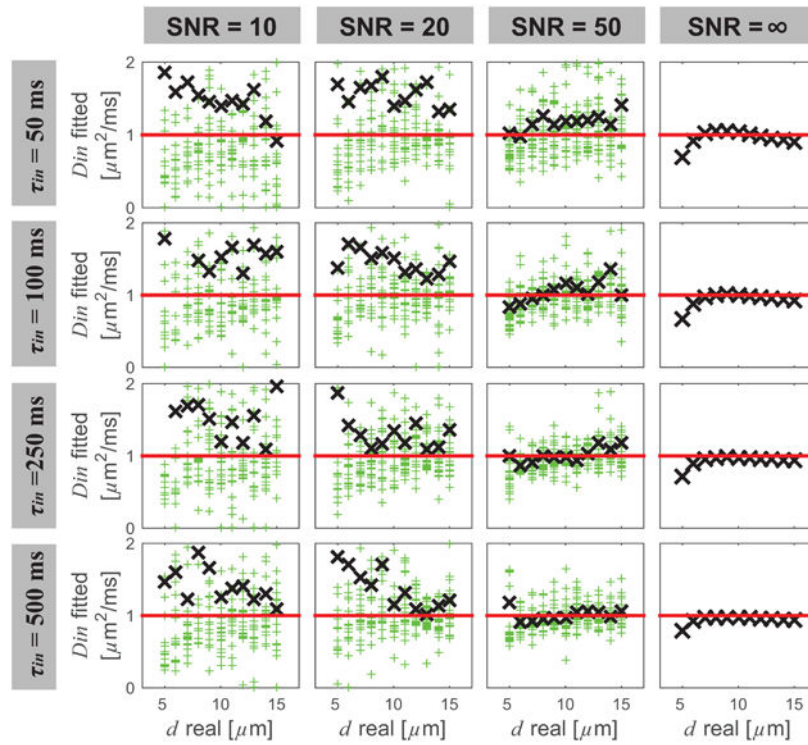 SNR = 10 SNR = 20 SNR = 50 SNR = ∞
τin = 50 ms
Din fitted
[μm²/ms]
2
1
0
τin = 100 ms
Din fitted
[μm²/ms]
2
1
0
τin =250 ms
Din fitted
[μm²/ms]
2
1
0
τin = 500 ms
Din fitted
[μm²/ms]
2
1
0
5 10 15 5 10 15 5 10 15 5 10 15
d real [μm] d real [μm] d real [μm] d real [μm]